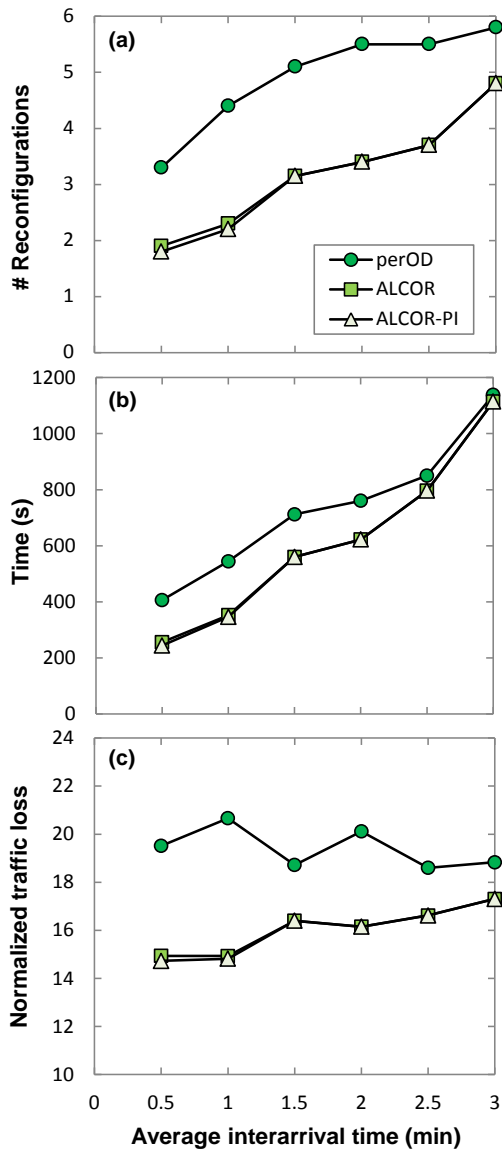 (a)
# Reconfigurations
6
5
4
3
2
1
0
perOD
ALCOR
ALCOR-PI
(b)
Time (s)
1200
1000
800
600
400
200
0
(c)
Normalized traffic loss
24
22
20
18
16
14
12
10
0 0.5 1 1.5 2 2.5 3
Average interarrival time (min)